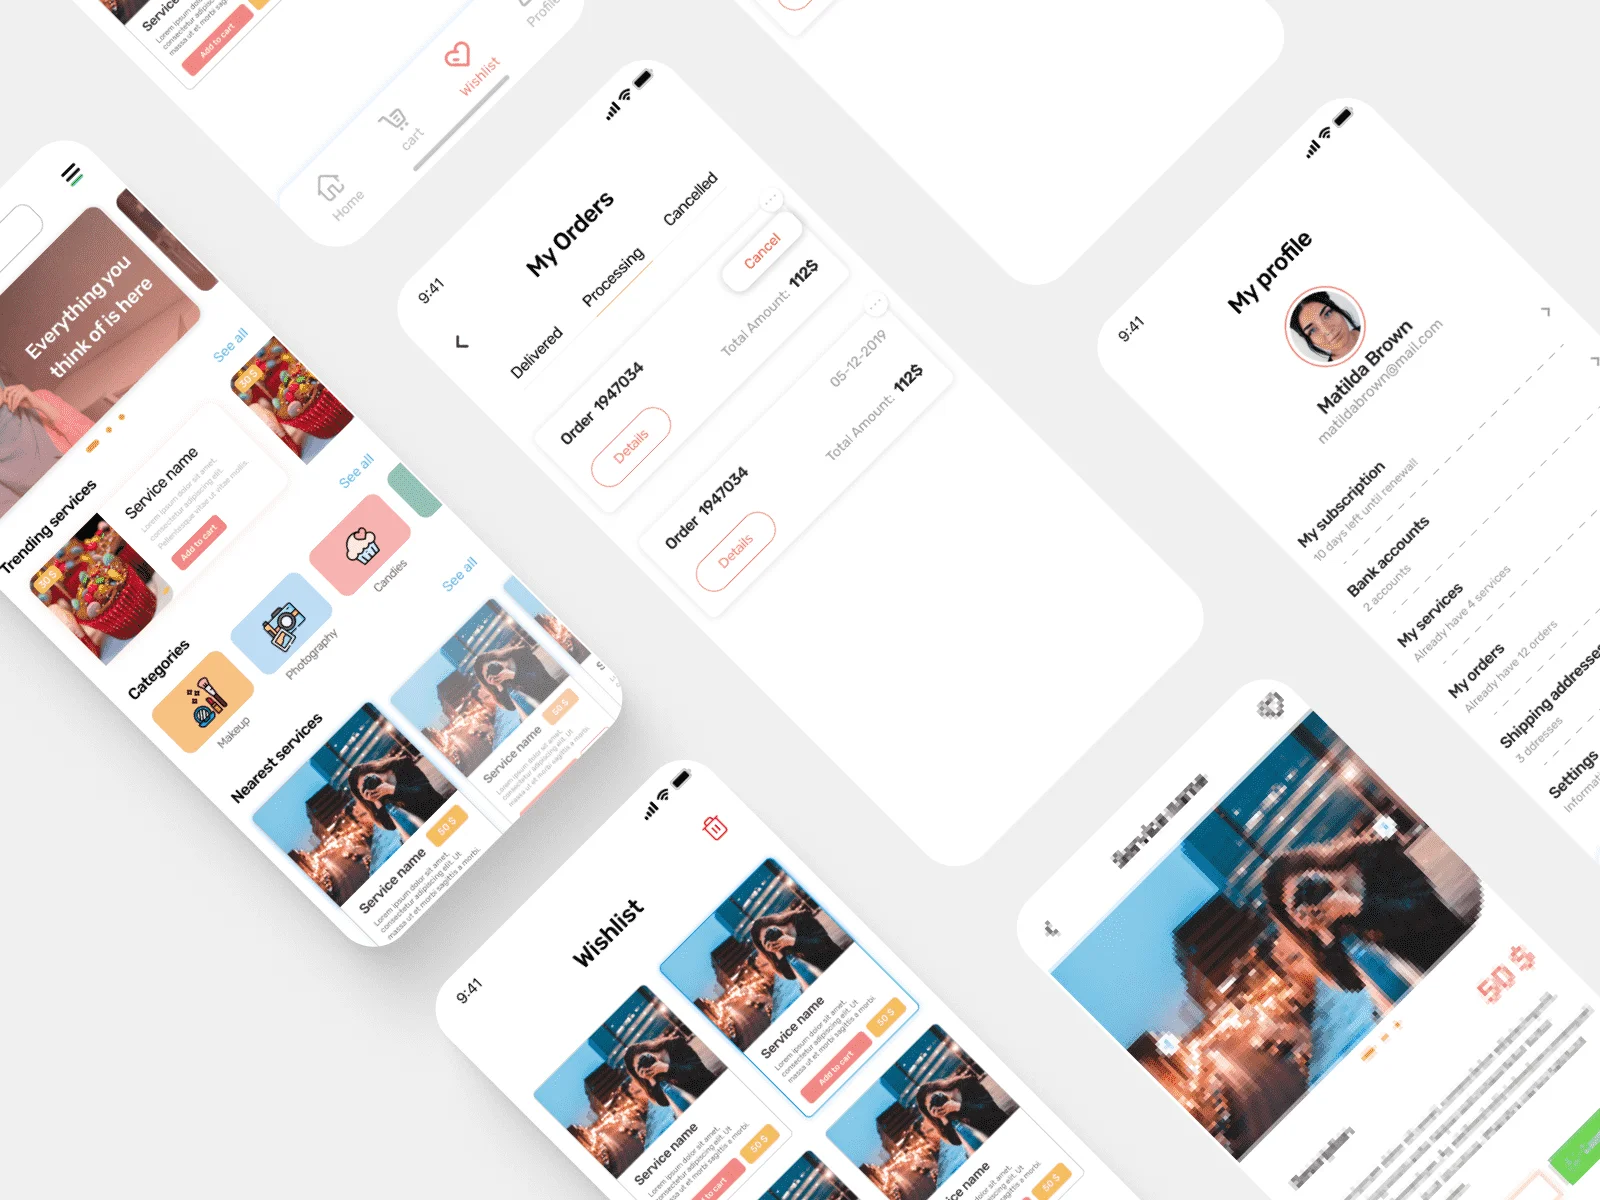 Service name
Lorem ipsum dolor sit amet,
consectetur adipiscing elit. Ut
massa ut et morbi sagittis a morbi.
Add to cart
Home
cart
Wishlist
Profile
Everything you
think of is here
Trending services
See all
30 $
Service name
Lorem ipsum dolor sit amet,
consectetur adipiscing elit.
Pellentesque vitae ut vitae mollis.
Add to cart
30 $
Categories
See all
Makeup
Photography
Candies
Nearest services
See all
50 $
Service name
Lorem ipsum dolor sit amet,
consectetur adipiscing elit. Ut
massa ut et morbi sagittis a morbi.
50 $
Service name
Lorem ipsum dolor sit amet,
consectetur adipiscing elit. Ut
massa ut et morbi sagittis a morbi.
9:41
My Orders
Delivered
Processing
Cancelled
Cancel
Order 1947034
Details
Total Amount: 112$
Order 1947034
05-12-2019
Details
Total Amount: 112$
9:41
My profile
Matilda Brown
matildabrown@mail.com
My subscription
10 days left until renewall
Bank accounts
2 accounts
My services
Already have 4 services
My orders
Already have 12 orders
Shipping addresses
3 ddresses
Settings
9:41
Wishlist
Service name
Lorem ipsum dolor sit amet,
consectetur adipiscing elit. Ut
massa ut et morbi sagittis a morbi.
Add to cart
50 $
Service name
Lorem ipsum dolor sit amet,
consectetur adipiscing elit. Ut
massa ut et morbi sagittis a morbi.
Add to cart
50 $
Service name
Lorem ipsum dolor sit amet,
consectetur adipiscing elit. Ut
massa ut et morbi sagittis a morbi.
50 $
Service name
50 $